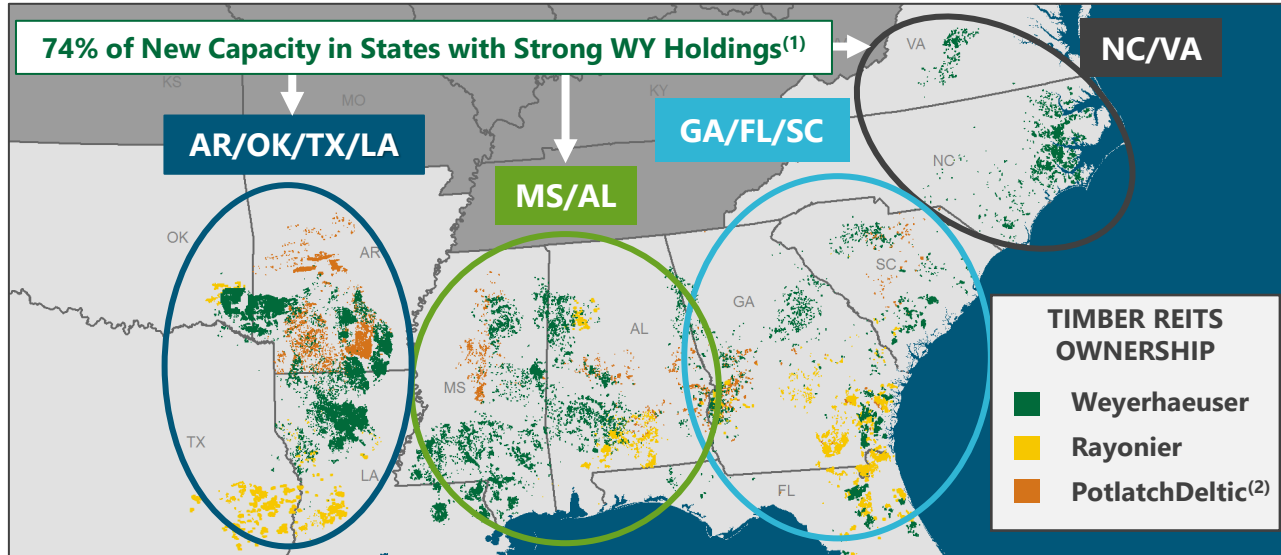 74% of New Capacity in States with Strong WY Holdings(1)
VA
NC/VA
KS
MO
KY
AR/OK/TX/LA
GA/FL/SC
NC
MS/AL
OK
AR
SC
GA
AL
MS
TX
LA
FL
TIMBER REITS
OWNERSHIP
Weyerhaeuser
Rayonier
PotlatchDeltic(2)